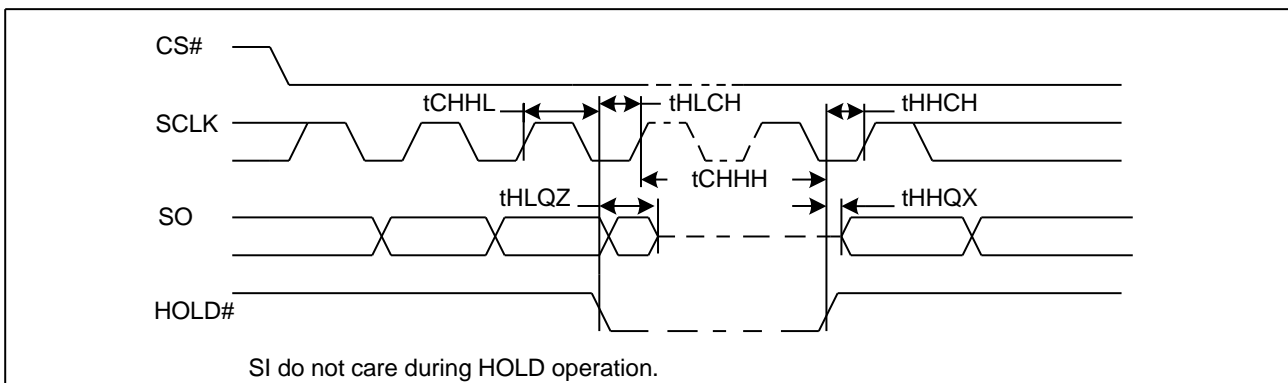 CS#
tCHHL
tHLCH
tHHCH
SCLK
tCHHH
tHLQZ
tHHQX
SO
HOLD#
SI do not care during HOLD operation.